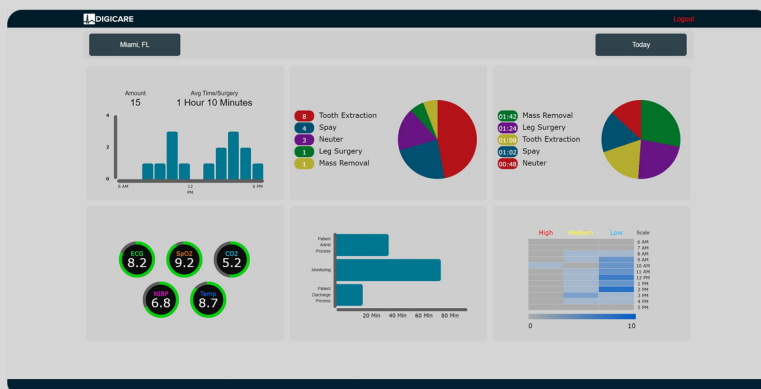 DIGICARE
Logout
Miami, FL
Today
Amount
15
Avg Time/Surgery
1 Hour 10 Minutes
4
2
0
6 AM
12
PM
6 PM
8 Tooth Extraction
4 Spay
3 Neuter
1 Leg Surgery
1 Mass Removal
01:42 Mass Removal
01:24 Leg Surgery
01:08 Tooth Extraction
01:02 Spay
00:48 Neuter
ECG
8.2
SpO2
9.2
CO2
5.2
NIBP
6.8
Temp
8.7
Patient
Admit
Process
Monitoring
Patient
Discharge
Process
20 Min 40 Min 60 Min 80 Min
High Medium Low Scale
6 AM
7 AM
8 AM
9 AM
10 AM
11 AM
12 PM
1 PM
2 PM
3 PM
4 PM
5 PM
0 10